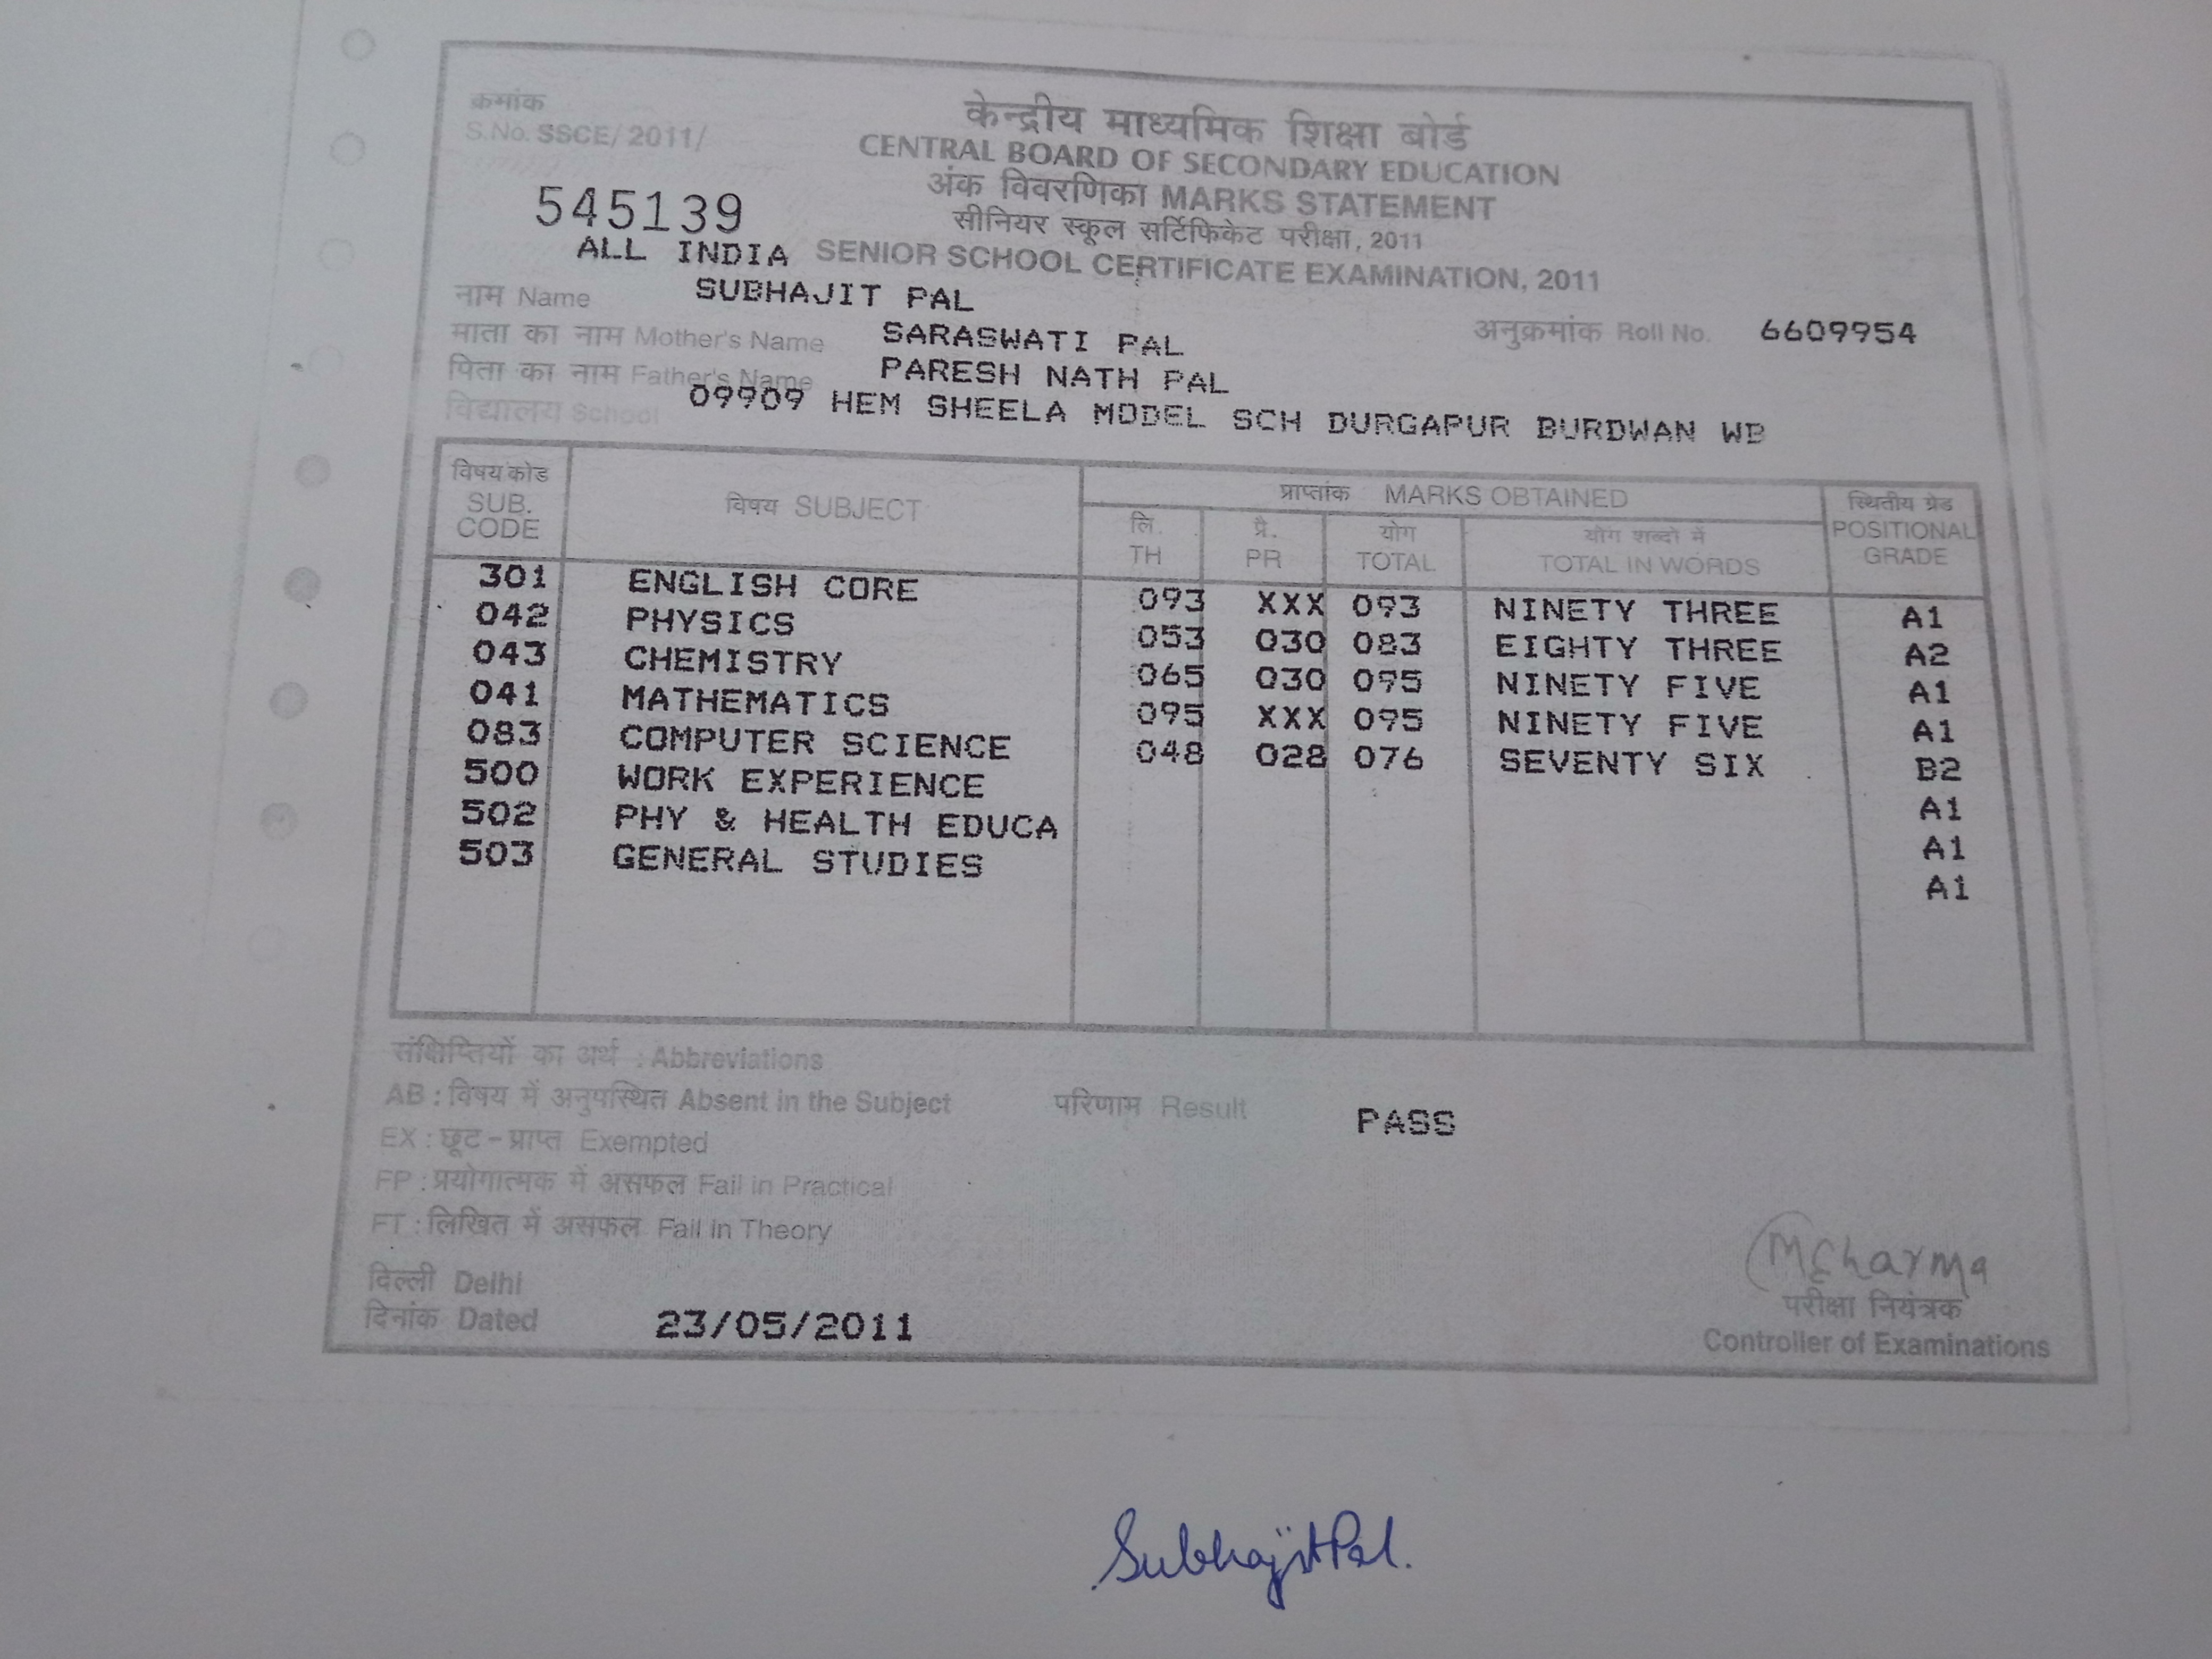 क्रमांक
S.No. SSCE/ 2011/
545139
केन्द्रीय माध्यमिक शिक्षा बोर्ड
CENTRAL BOARD OF SECONDARY EDUCATION
अंक विवरणिका MARKS STATEMENT
सीनियर स्कूल सर्टिफिकेट परीक्षा, 2011
ALL INDIA SENIOR SCHOOL CERTIFICATE EXAMINATION, 2011
नाम Name SUBHAJIT PAL
माता का नाम Mother's Name SARASWATI PAL अनुक्रमांक Roll No. 6609954
पिता का नाम Father's Name PARESH NATH PAL
विद्यालय School 09909 HEM SHEELA MODEL SCH DURGAPUR BURDWAN WB
विषय कोड SUB. CODE विषय SUBJECT प्राप्तांक MARKS OBTAINED स्थितीय ग्रेड POSITIONAL GRADE
लि. TH प्रै. PR योग TOTAL योग शब्दों में TOTAL IN WORDS
301 ENGLISH CORE 093 XXX 093 NINETY THREE A1
042 PHYSICS 053 030 083 EIGHTY THREE A2
043 CHEMISTRY 065 030 095 NINETY FIVE A1
041 MATHEMATICS 095 XXX 095 NINETY FIVE A1
083 COMPUTER SCIENCE 048 028 076 SEVENTY SIX B2
500 WORK EXPERIENCE A1
502 PHY & HEALTH EDUCA A1
503 GENERAL STUDIES A1
संक्षिप्तियों का अर्थ : Abbreviations
AB : विषय में अनुपस्थित Absent in the Subject परिणाम Result PASS
EX : छूट - प्राप्त Exempted
FP : प्रयोगात्मक में असफल Fail in Practical
FT : लिखित में असफल Fail in Theory
दिल्ली Delhi
दिनांक Dated 23/05/2011
MSharma
परीक्षा नियंत्रक
Controller of Examinations
Subhajit Pal.